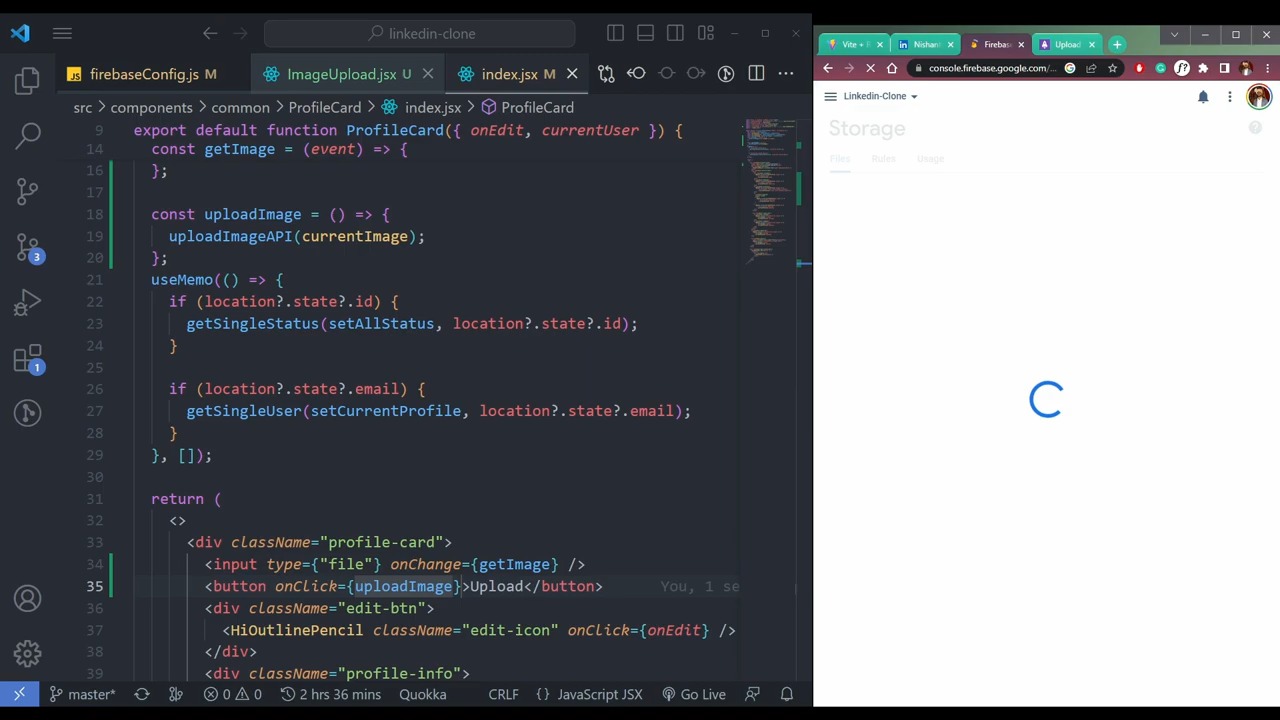 linkedin-clone
firebaseConfig.js M
ImageUpload.jsx U
index.jsx M
src > > common > ProfileCard > index.jsx > ProfileCard
9 export default function ProfileCard({ onEdit, currentUser }) {
14 const getImage = (event) => {
16 };
17
18 const uploadImage = () => {
19 uploadImageAPI(currentImage);
20 };
21 useMemo(() => {
22 if (location?.state?.id) {
23 getSingleStatus(setAllStatus, location?.state?.id);
24 }
25
26 if (location?.state?.email) {
27 getSingleUser(setCurrentProfile, location?.state?.email);
28 }
29 }, []);
30
31 return (
32 <>
33 <div className="profile-card">
34 <input type={"file"} onChange={getImage} />
35 <button onClick={uploadImage}>Upload</button> You, 1 se
36 <div className="edit-btn">
37 <HiOutlinePencil className="edit-icon" onClick={onEdit} />
38 </div>
39 <div className="profile-info">
3
1
master* 0 0 2 hrs 36 mins Quokka CRLF {} JavaScript JSX Go Live
Vite +
Nishant
Firebase
Upload
console.firebase.google.com/...
Linkedin-Clone
Storage
Files Rules Usage